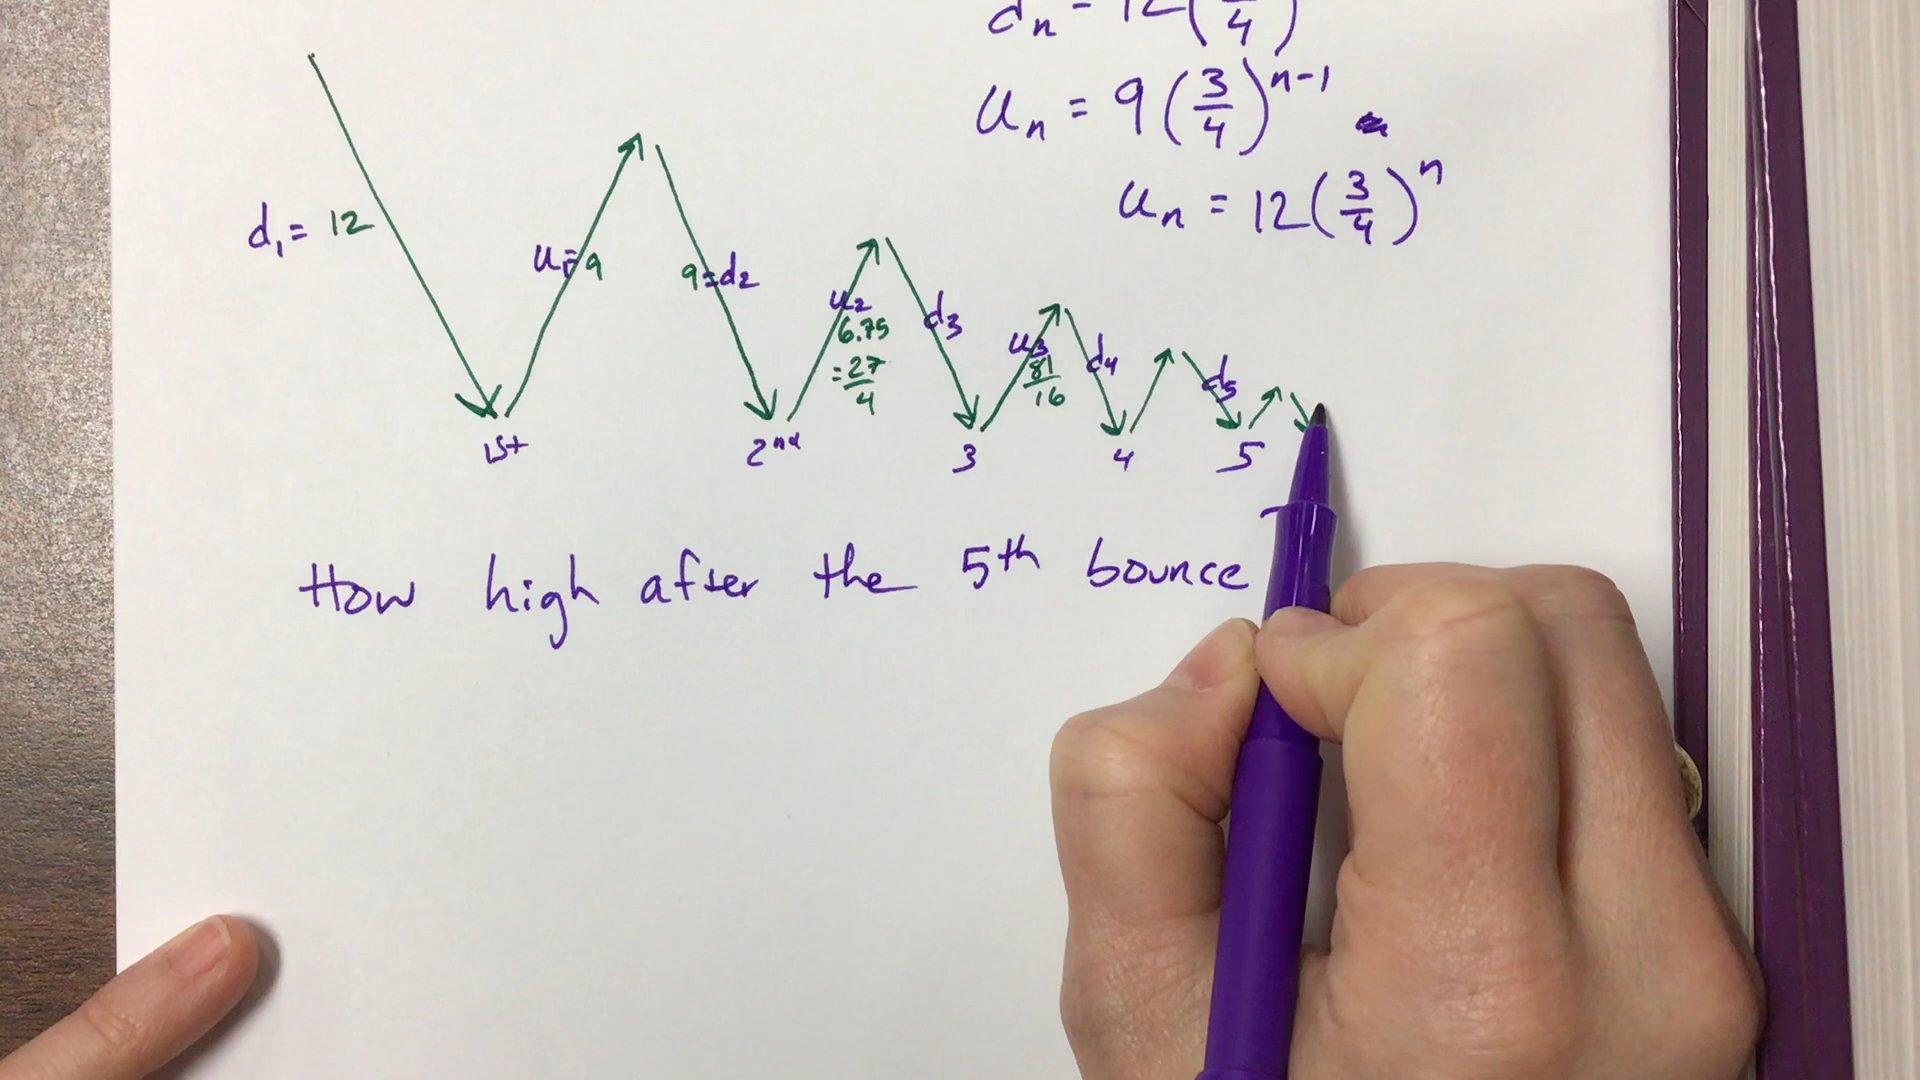 dₙ = 12(3/4)
uₙ = 9(3/4)ⁿ⁻¹
uₙ = 12(3/4)ⁿ
d₁ = 12
u₁=9
9=d₂
u₂
6.75
=27/4
d₃
u₃
81/16
d₄
d₅
1st
2nd
3
4
5
How high after the 5th bounce